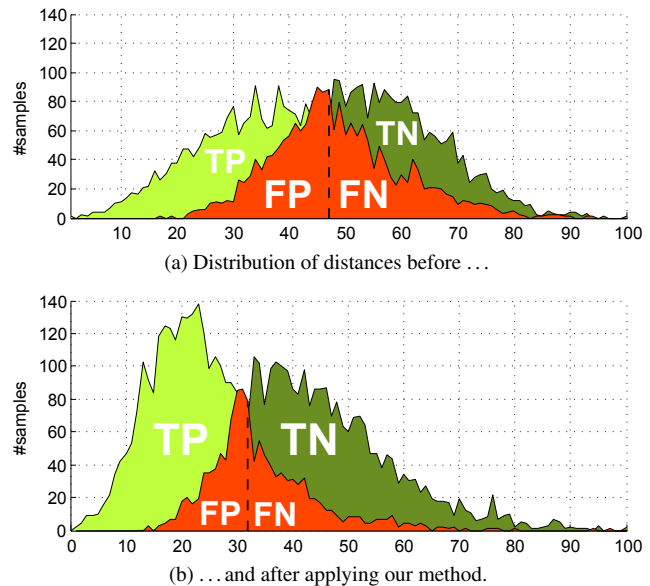 140
120
100
80
60
40
20
0
#samples
TP
TN
FP
FN
10 20 30 40 50 60 70 80 90 100
(a) Distribution of distances before ...
140
120
100
80
60
40
20
0
#samples
TP
TN
FP
FN
0 10 20 30 40 50 60 70 80 90 100
(b) ... and after applying our method.